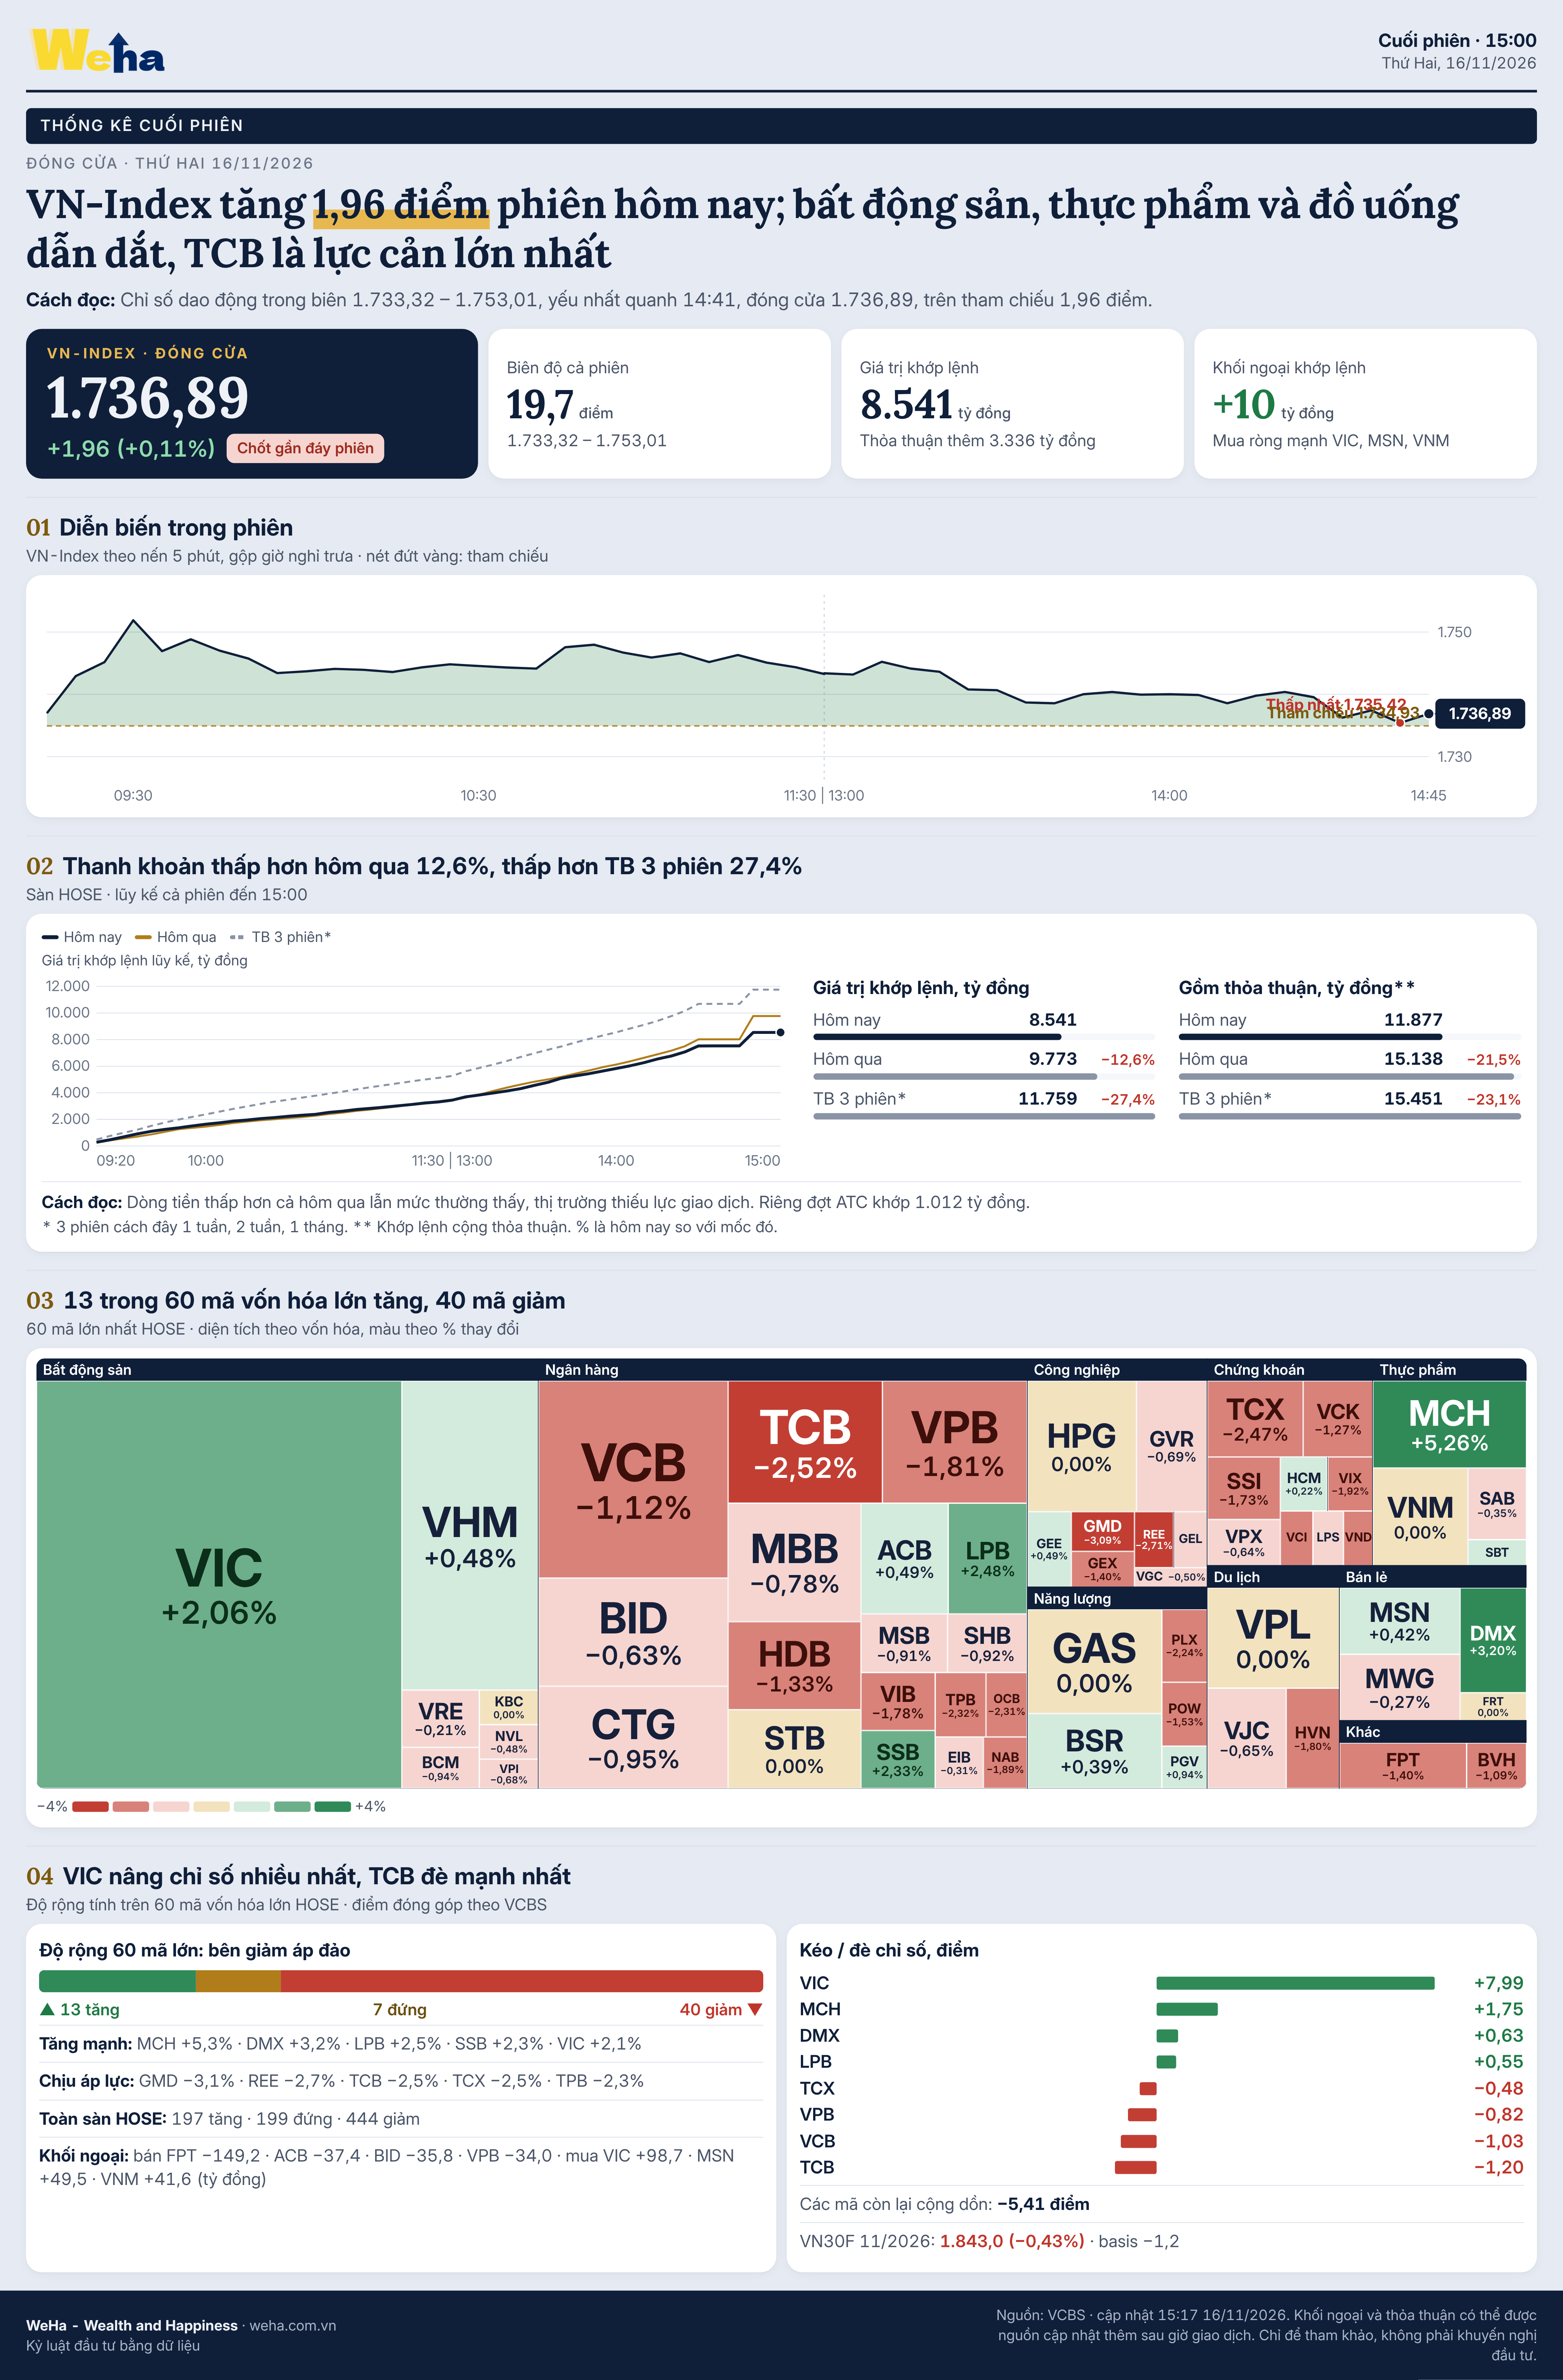 Weha
Cuối phiên · 15:00
Thứ Hai, 16/11/2026
THỐNG KÊ CUỐI PHIÊN
ĐÓNG CỬA · THỨ HAI 16/11/2026
VN-Index tăng 1,96 điểm phiên hôm nay; bất động sản, thực phẩm và đồ uống
dẫn dắt, TCB là lực cản lớn nhất
Cách đọc: Chỉ số dao động trong biên 1.733,32 – 1.753,01, yếu nhất quanh 14:41, đóng cửa 1.736,89, trên tham chiếu 1,96 điểm.
VN-INDEX · ĐÓNG CỬA
1.736,89
+1,96 (+0,11%) Chốt gần đáy phiên
Biên độ cả phiên
19,7 điểm
1.733,32 – 1.753,01
Giá trị khớp lệnh
8.541 tỷ đồng
Thỏa thuận thêm 3.336 tỷ đồng
Khối ngoại khớp lệnh
+10 tỷ đồng
Mua ròng mạnh VIC, MSN, VNM
01 Diễn biến trong phiên
VN-Index theo nến 5 phút, gộp giờ nghỉ trưa · nét đứt vàng: tham chiếu
1.750
Thấp nhất 1.735,42
Tham chiếu 1.734,93
1.736,89
1.730
09:30 10:30 11:30 | 13:00 14:00 14:45
02 Thanh khoản thấp hơn hôm qua 12,6%, thấp hơn TB 3 phiên 27,4%
Sàn HOSE · lũy kế cả phiên đến 15:00
Hôm nay Hôm qua TB 3 phiên*
Giá trị khớp lệnh lũy kế, tỷ đồng
12.000
10.000
8.000
6.000
4.000
2.000
0
09:20 10:00 11:30 | 13:00 14:00 15:00
Giá trị khớp lệnh, tỷ đồng
Hôm nay 8.541
Hôm qua 9.773 −12,6%
TB 3 phiên* 11.759 −27,4%
Gồm thỏa thuận, tỷ đồng**
Hôm nay 11.877
Hôm qua 15.138 −21,5%
TB 3 phiên* 15.451 −23,1%
Cách đọc: Dòng tiền thấp hơn cả hôm qua lẫn mức thường thấy, thị trường thiếu lực giao dịch. Riêng đợt ATC khớp 1.012 tỷ đồng.
* 3 phiên cách đây 1 tuần, 2 tuần, 1 tháng. ** Khớp lệnh cộng thỏa thuận. % là hôm nay so với mốc đó.
03 13 trong 60 mã vốn hóa lớn tăng, 40 mã giảm
60 mã lớn nhất HOSE · diện tích theo vốn hóa, màu theo % thay đổi
Bất động sản
VIC
+2,06%
VHM
+0,48%
VRE
−0,21%
BCM
−0,94%
KBC
0,00%
NVL
−0,48%
VPI
−0,68%
Ngân hàng
VCB
−1,12%
BID
−0,63%
CTG
−0,95%
TCB
−2,52%
VPB
−1,81%
MBB
−0,78%
HDB
−1,33%
STB
0,00%
ACB
+0,49%
LPB
+2,48%
MSB
−0,91%
SHB
−0,92%
VIB
−1,78%
TPB
−2,32%
OCB
−2,31%
SSB
+2,33%
EIB
−0,31%
NAB
−1,89%
Công nghiệp
HPG
0,00%
GVR
−0,69%
GEE
+0,49%
GMD
−3,09%
GEX
−1,40%
REE
−2,71%
GEL
VGC −0,50%
Năng lượng
GAS
0,00%
BSR
+0,39%
PLX
−2,24%
POW
−1,53%
PGV
+0,94%
Chứng khoán
TCX
−2,47%
VCK
−1,27%
SSI
−1,73%
HCM
+0,22%
VIX
−1,92%
VPX
−0,64%
VCI
LPS
VND
Thực phẩm
MCH
+5,26%
VNM
0,00%
SAB
−0,35%
SBT
Du lịch
VPL
0,00%
VJC
−0,65%
HVN
−1,80%
Bán lẻ
MSN
+0,42%
MWG
−0,27%
DMX
+3,20%
FRT
0,00%
Khác
FPT
−1,40%
BVH
−1,09%
−4% +4%
04 VIC nâng chỉ số nhiều nhất, TCB đè mạnh nhất
Độ rộng tính trên 60 mã vốn hóa lớn HOSE · điểm đóng góp theo VCBS
Độ rộng 60 mã lớn: bên giảm áp đảo
▲ 13 tăng 7 đứng 40 giảm ▼
Tăng mạnh: MCH +5,3% · DMX +3,2% · LPB +2,5% · SSB +2,3% · VIC +2,1%
Chịu áp lực: GMD −3,1% · REE −2,7% · TCB −2,5% · TCX −2,5% · TPB −2,3%
Toàn sàn HOSE: 197 tăng · 199 đứng · 444 giảm
Khối ngoại: bán FPT −149,2 · ACB −37,4 · BID −35,8 · VPB −34,0 · mua VIC +98,7 · MSN
+49,5 · VNM +41,6 (tỷ đồng)
Kéo / đè chỉ số, điểm
VIC +7,99
MCH +1,75
DMX +0,63
LPB +0,55
TCX −0,48
VPB −0,82
VCB −1,03
TCB −1,20
Các mã còn lại cộng dồn: −5,41 điểm
VN30F 11/2026: 1.843,0 (−0,43%) · basis −1,2
WeHa - Wealth and Happiness · weha.com.vn
Kỷ luật đầu tư bằng dữ liệu
Nguồn: VCBS · cập nhật 15:17 16/11/2026. Khối ngoại và thỏa thuận có thể được
nguồn cập nhật thêm sau giờ giao dịch. Chỉ để tham khảo, không phải khuyến nghị
đầu tư.